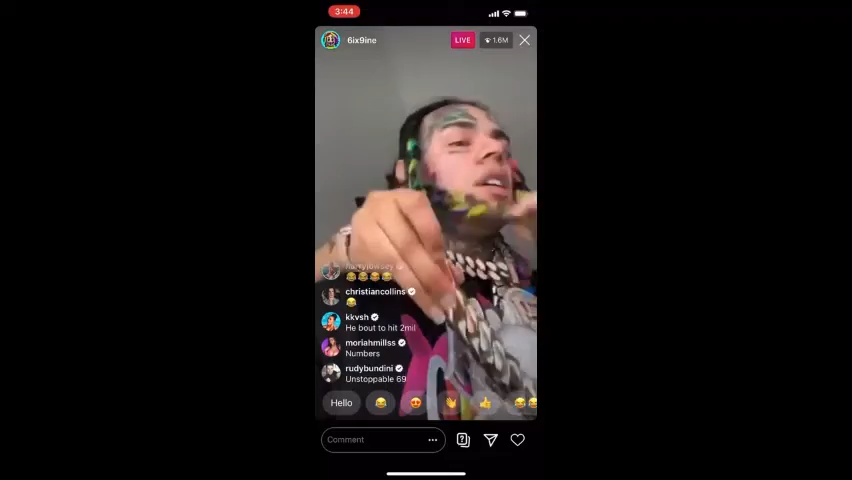 3:44
6ix9ine
LIVE
1.6M
harryjowsey
😂😂😂😂
christiancollins
😂
kkvsh
He bout to hit 2mil
moriahmillss
Numbers
rudybundini
Unstoppable 69
Hello 😂 😍 👏 👍 😂😂
Comment